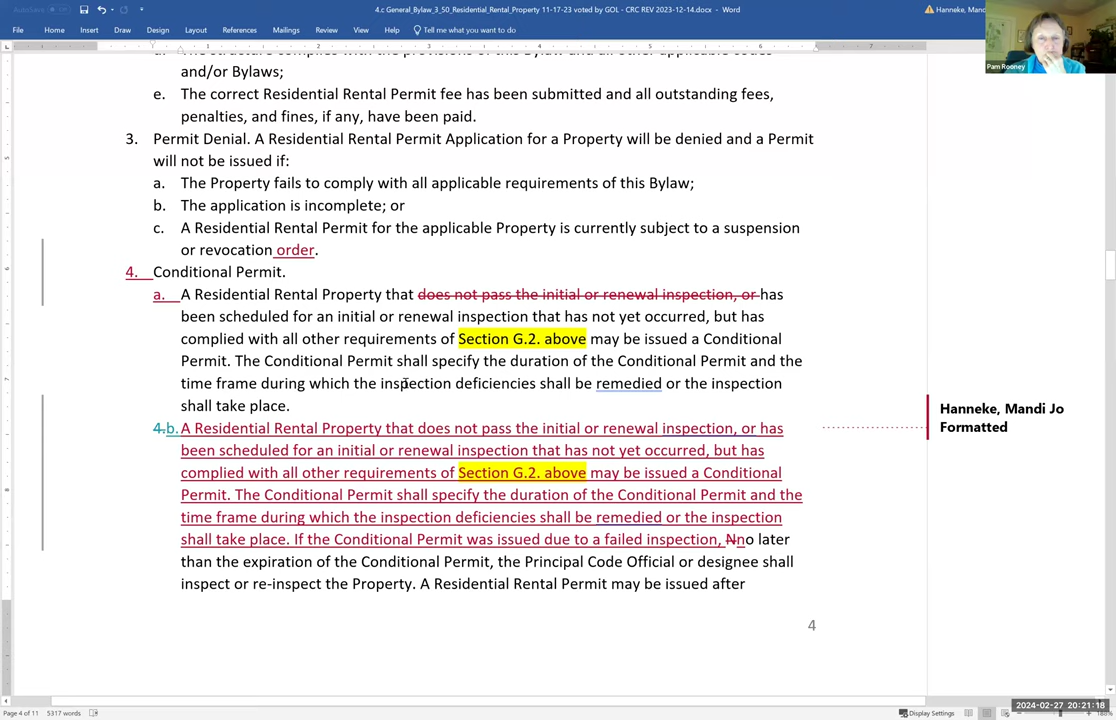 4.c General_Bylaw_3_50_Residential_Rental_Property 11-17-23 voted by GOL - CRC REV 2023-12-14.docx - Word
Hanneke, Mandi
File Home Insert Draw Design Layout References Mailings Review View Help Tell me what you want to do
Pam Rooney
and/or Bylaws;
e. The correct Residential Rental Permit fee has been submitted and all outstanding fees,
penalties, and fines, if any, have been paid.
3. Permit Denial. A Residential Rental Permit Application for a Property will be denied and a Permit
will not be issued if:
a. The Property fails to comply with all applicable requirements of this Bylaw;
b. The application is incomplete; or
c. A Residential Rental Permit for the applicable Property is currently subject to a suspension
or revocation order.
4. Conditional Permit.
a. A Residential Rental Property that does not pass the initial or renewal inspection, or has
been scheduled for an initial or renewal inspection that has not yet occurred, but has
complied with all other requirements of Section G.2. above may be issued a Conditional
Permit. The Conditional Permit shall specify the duration of the Conditional Permit and the
time frame during which the inspection deficiencies shall be remedied or the inspection
shall take place.
Hanneke, Mandi Jo
Formatted
4.b. A Residential Rental Property that does not pass the initial or renewal inspection, or has
been scheduled for an initial or renewal inspection that has not yet occurred, but has
complied with all other requirements of Section G.2. above may be issued a Conditional
Permit. The Conditional Permit shall specify the duration of the Conditional Permit and the
time frame during which the inspection deficiencies shall be remedied or the inspection
shall take place. If the Conditional Permit was issued due to a failed inspection, Nno later
than the expiration of the Conditional Permit, the Principal Code Official or designee shall
inspect or re-inspect the Property. A Residential Rental Permit may be issued after
4
Page 4 of 11 5317 words
Display Settings
2024-02-27 20:21:18